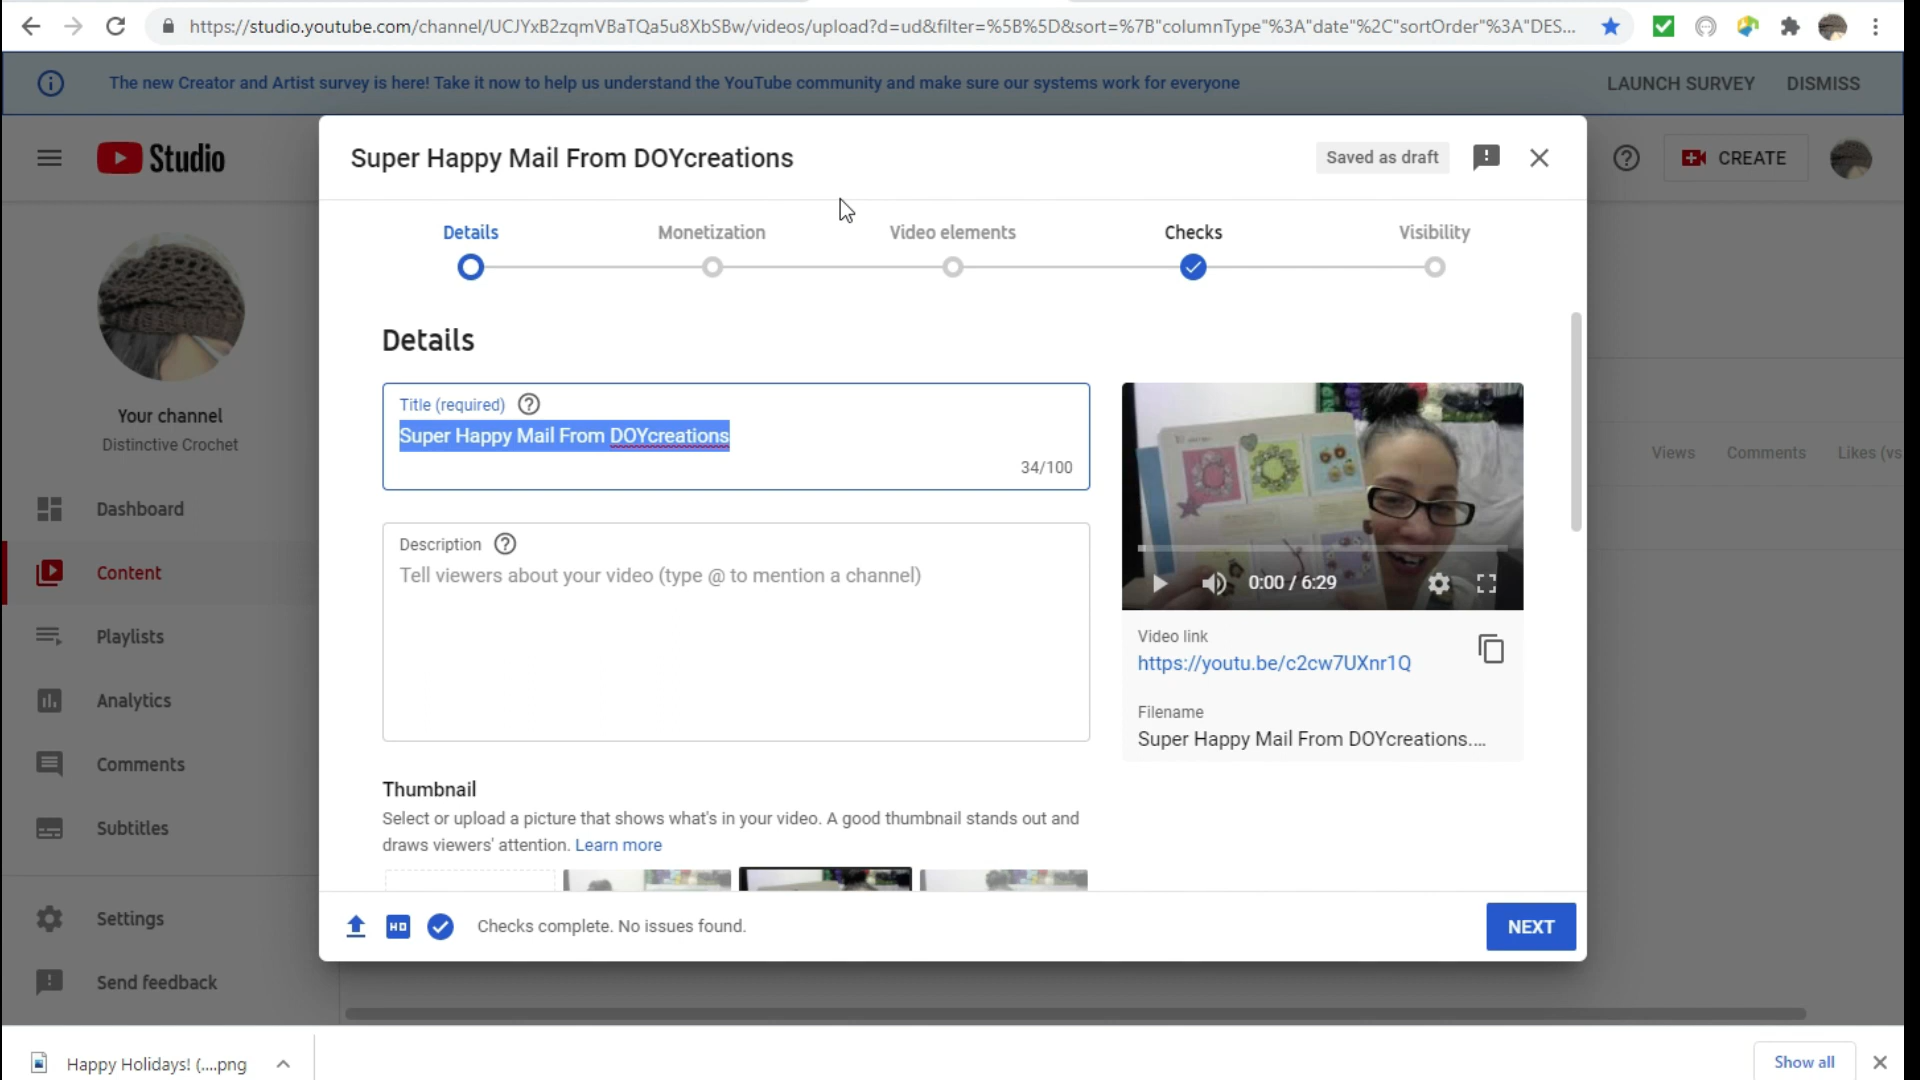 https://studio.youtube.com/channel/UCJYxB2zqmVBaTQa5u8XbSBw/videos/upload?d=ud&filter=%5B%5D&sort=%7B"columnType"%3A"date"%2C"sortOrder"%3A"DES...
The new Creator and Artist survey is here! Take it now to help us understand the YouTube community and make sure our systems work for everyone
LAUNCH SURVEY
DISMISS
Studio
Super Happy Mail From DOYcreations
Saved as draft
CREATE
Details
Monetization
Video elements
Checks
Visibility
Details
Title (required)
Super Happy Mail From DOYcreations
34/100
Your channel
Distinctive Crochet
Views
Comments
Likes (vs
Dashboard
Content
Playlists
Analytics
Comments
Subtitles
Settings
Send feedback
Description
Tell viewers about your video (type @ to mention a channel)
0:00 / 6:29
Video link
https://youtu.be/c2cw7UXnr1Q
Filename
Super Happy Mail From DOYcreations....
Thumbnail
Select or upload a picture that shows what's in your video. A good thumbnail stands out and
draws viewers' attention. Learn more
HD
Checks complete. No issues found.
NEXT
Happy Holidays! (....png
Show all